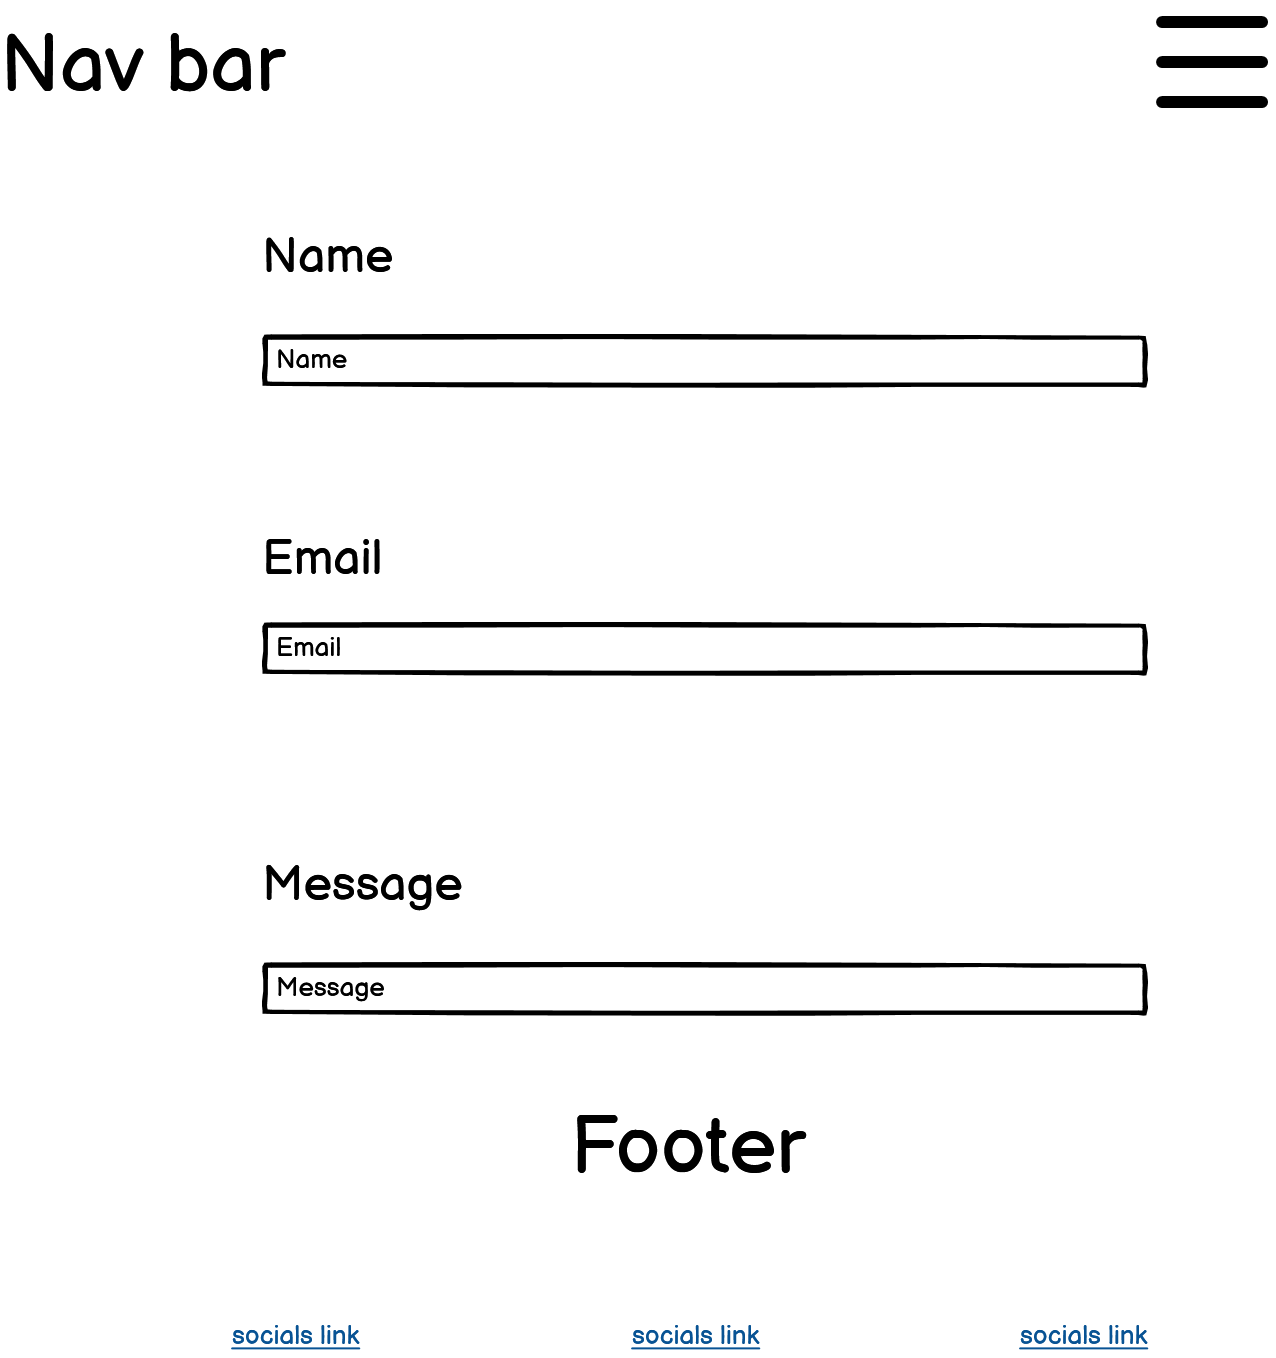 Nav bar
Name
Name
Email
Email
Message
Message
Footer
socials link socials link socials link